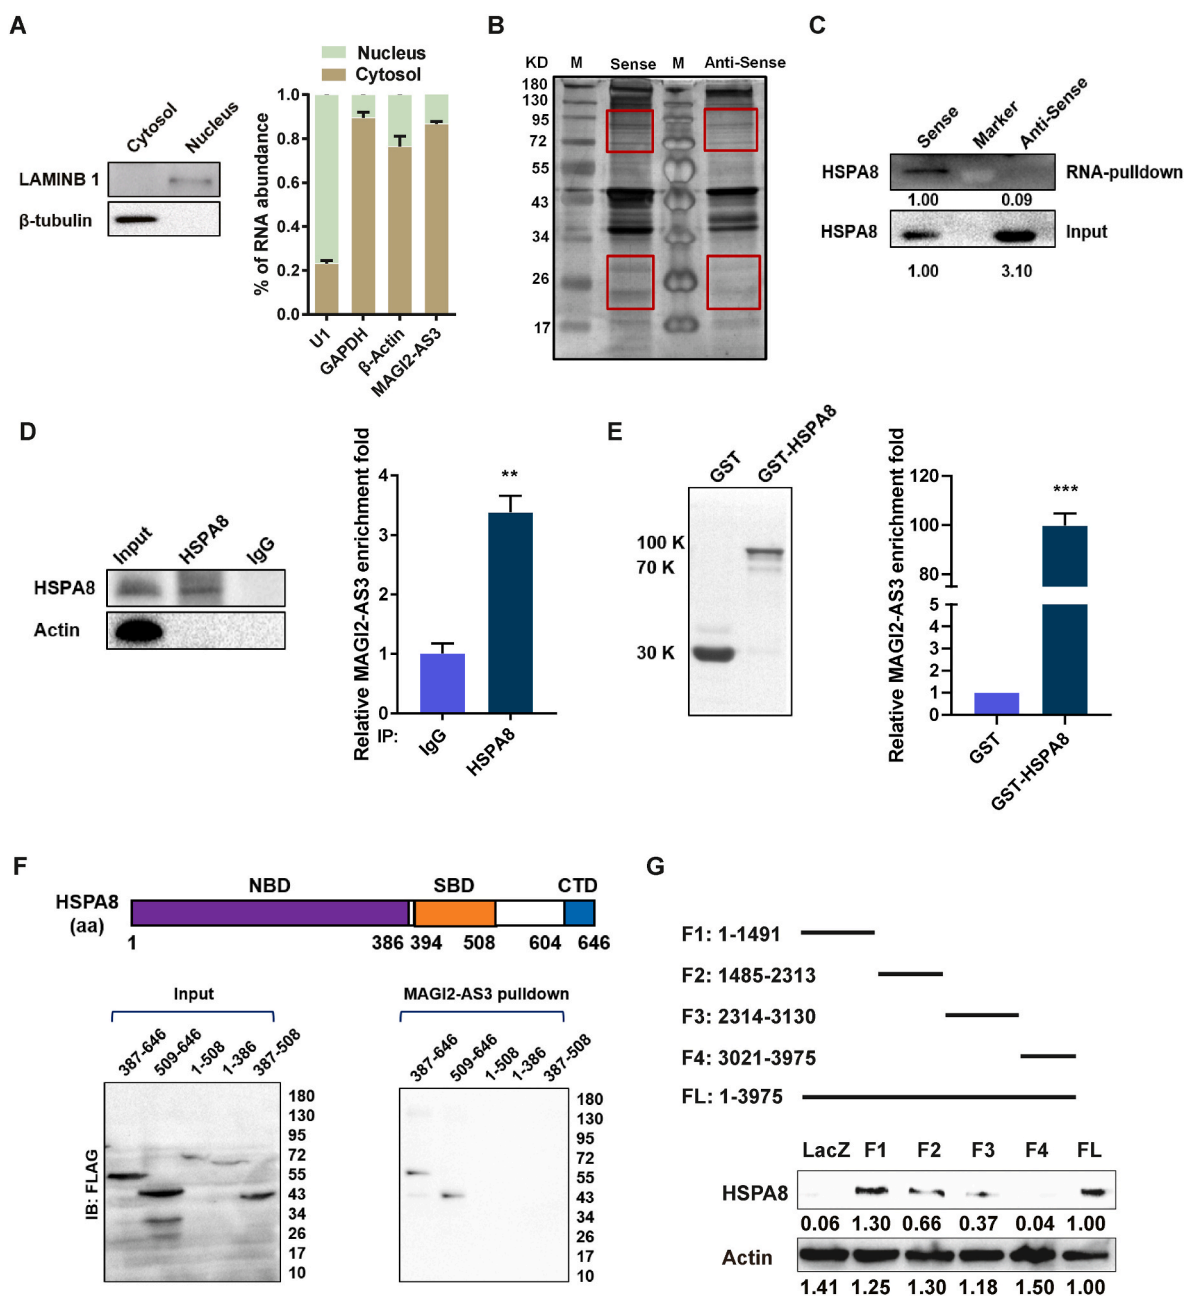 A
Nucleus
Cytosol
Cytosol
Nucleus
LAMINB 1
β-tubulin
% of RNA abundance
1.0
0.8
0.6
0.4
0.2
0.0
U1
GAPDH
β-Actin
MAGI2-AS3
B
KD
M
Sense
M
Anti-Sense
180
130
95
72
55
43
34
26
17
C
Sense
Marker
Anti-Sense
HSPA8
RNA-pulldown
1.00
0.09
HSPA8
Input
1.00
3.10
D
Input
HSPA8
IgG
HSPA8
Actin
Relative MAGI2-AS3 enrichment fold
4
3
2
1
0
**
IP:
IgG
HSPA8
E
GST
GST-HSPA8
100 K
70 K
30 K
Relative MAGI2-AS3 enrichment fold
120
100
80
5
4
3
2
1
0
***
GST
GST-HSPA8
F
NBD
SBD
CTD
HSPA8
(aa)
1
386
394
508
604
646
Input
387-646
509-646
1-508
1-386
387-508
IB: FLAG
180
130
95
72
55
43
34
26
17
10
MAGI2-AS3 pulldown
387-646
509-646
1-508
1-386
387-508
180
130
95
72
55
43
34
26
17
10
G
F1: 1-1491
F2: 1485-2313
F3: 2314-3130
F4: 3021-3975
FL: 1-3975
LacZ F1 F2 F3 F4 FL
HSPA8
0.06 1.30 0.66 0.37 0.04 1.00
Actin
1.41 1.25 1.30 1.18 1.50 1.00